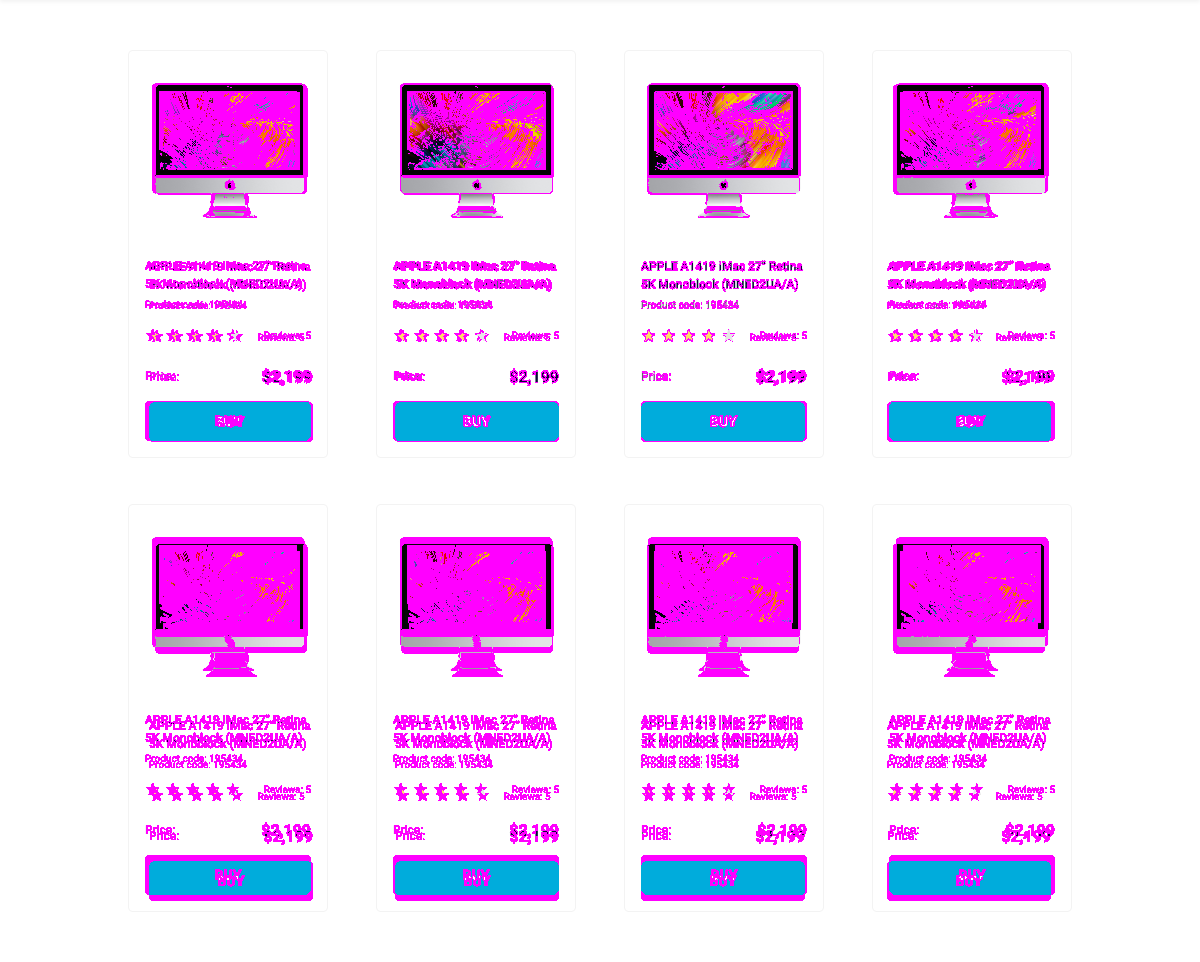 APPLE A1419 iMac 27" Retina
5K Monoblock (MNED2UA/A)
Product code: 195434
Reviews: 5
Price: $2,199
BUY
APPLE A1419 iMac 27" Retina
5K Monoblock (MNED2UA/A)
Product code: 195434
Reviews: 5
Price: $2,199
BUY
APPLE A1419 iMac 27" Retina
5K Monoblock (MNED2UA/A)
Product code: 195434
Reviews: 5
Price: $2,199
BUY
APPLE A1419 iMac 27" Retina
5K Monoblock (MNED2UA/A)
Product code: 195434
Reviews: 5
Price: $2,199
BUY
APPLE A1419 iMac 27" Retina
5K Monoblock (MNED2UA/A)
Product code: 195434
Reviews: 5
Price: $2,199
BUY
APPLE A1419 iMac 27" Retina
5K Monoblock (MNED2UA/A)
Product code: 195434
Reviews: 5
Price: $2,199
BUY
APPLE A1419 iMac 27" Retina
5K Monoblock (MNED2UA/A)
Product code: 195434
Reviews: 5
Price: $2,199
BUY
APPLE A1419 iMac 27" Retina
5K Monoblock (MNED2UA/A)
Product code: 195434
Reviews: 5
Price: $2,199
BUY